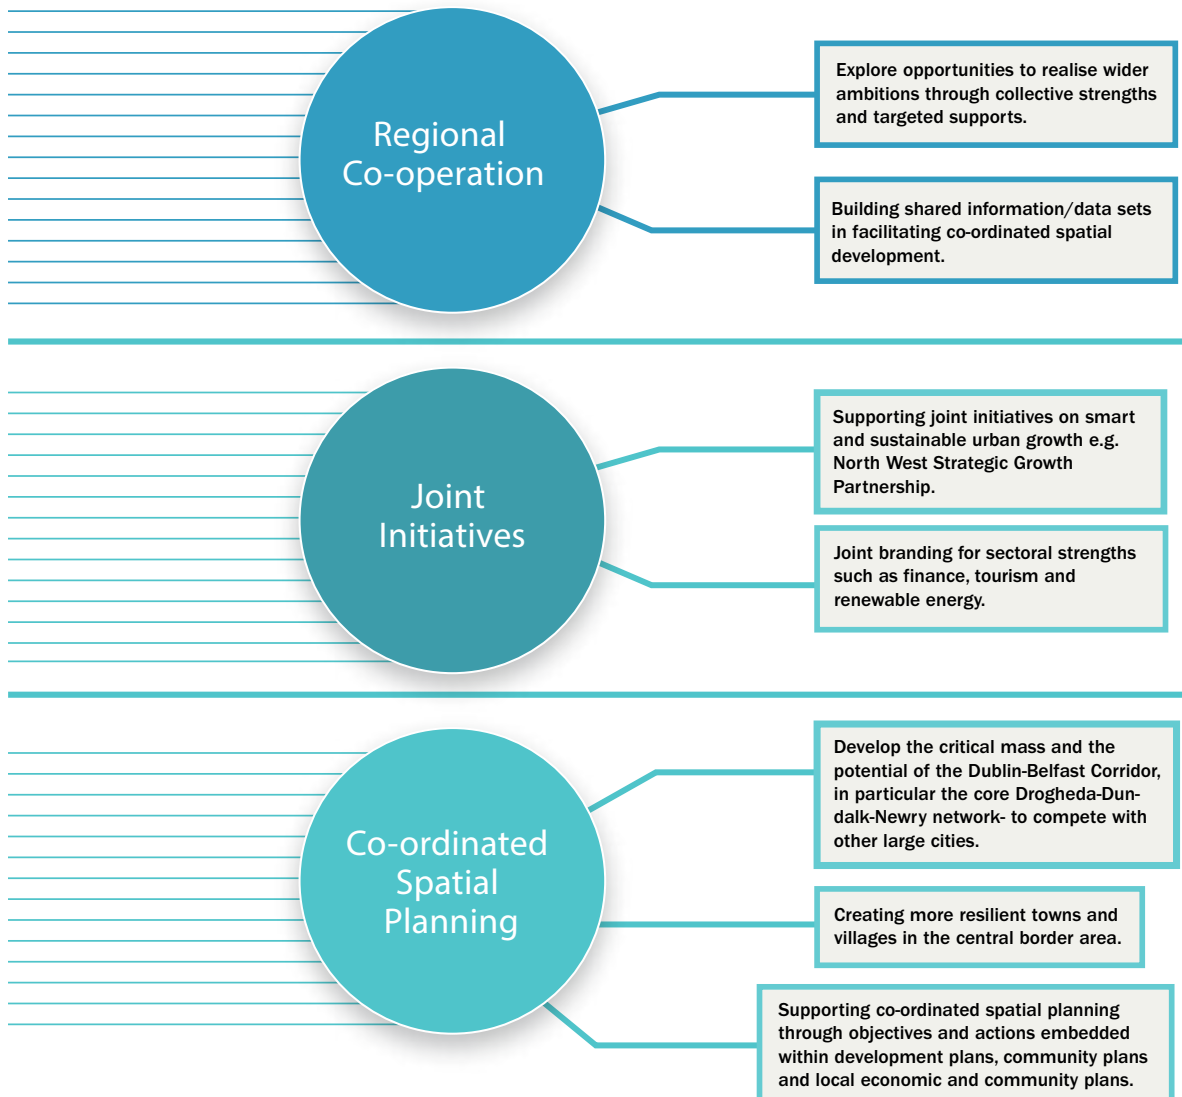 Regional
Co-operation
Explore opportunities to realise wider
ambitions through collective strengths
and targeted supports.
Building shared information/data sets
in facilitating co-ordinated spatial
development.
Joint
Initiatives
Supporting joint initiatives on smart
and sustainable urban growth e.g.
North West Strategic Growth
Partnership.
Joint branding for sectoral strengths
such as finance, tourism and
renewable energy.
Co-ordinated
Spatial
Planning
Develop the critical mass and the
potential of the Dublin-Belfast Corridor,
in particular the core Drogheda-Dun-
dalk-Newry network- to compete with
other large cities.
Creating more resilient towns and
villages in the central border area.
Supporting co-ordinated spatial planning
through objectives and actions embedded
within development plans, community plans
and local economic and community plans.